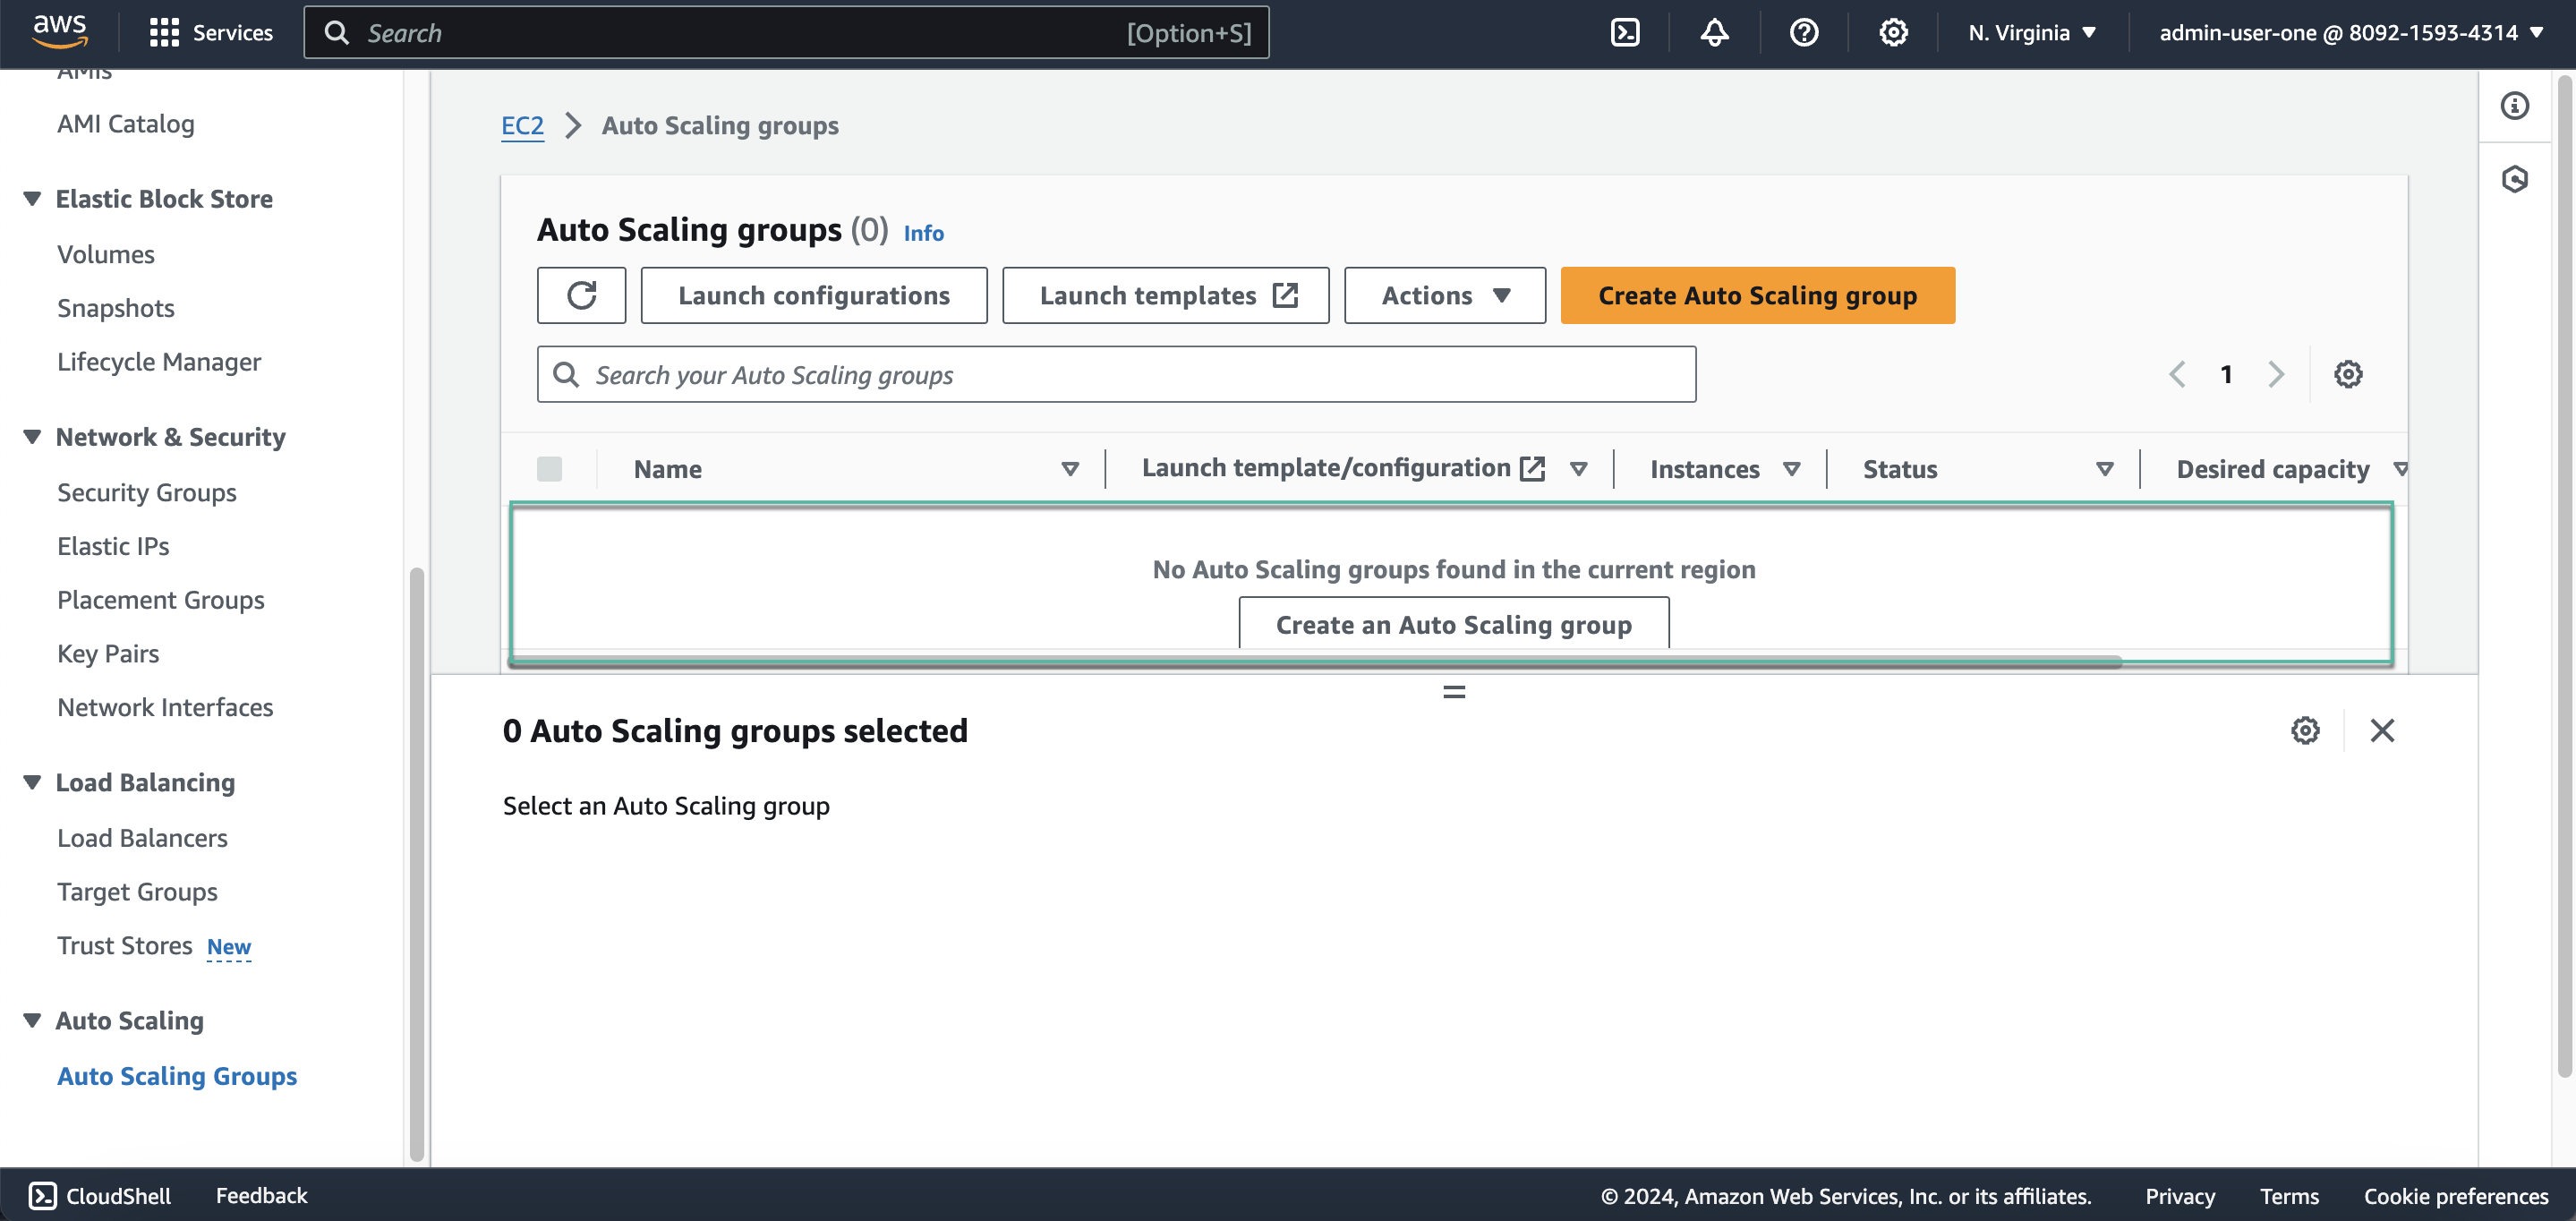 aws
Services
Search
[Option+S]
N. Virginia
admin-user-one @ 8092-1593-4314
AMIs
AMI Catalog
Elastic Block Store
Volumes
Snapshots
Lifecycle Manager
Network & Security
Security Groups
Elastic IPs
Placement Groups
Key Pairs
Network Interfaces
Load Balancing
Load Balancers
Target Groups
Trust Stores New
Auto Scaling
Auto Scaling Groups
EC2 > Auto Scaling groups
Auto Scaling groups (0) Info
Launch configurations
Launch templates
Actions
Create Auto Scaling group
Search your Auto Scaling groups
1
Name
Launch template/configuration
Instances
Status
Desired capacity
No Auto Scaling groups found in the current region
Create an Auto Scaling group
0 Auto Scaling groups selected
Select an Auto Scaling group
CloudShell
Feedback
© 2024, Amazon Web Services, Inc. or its affiliates.
Privacy
Terms
Cookie preferences